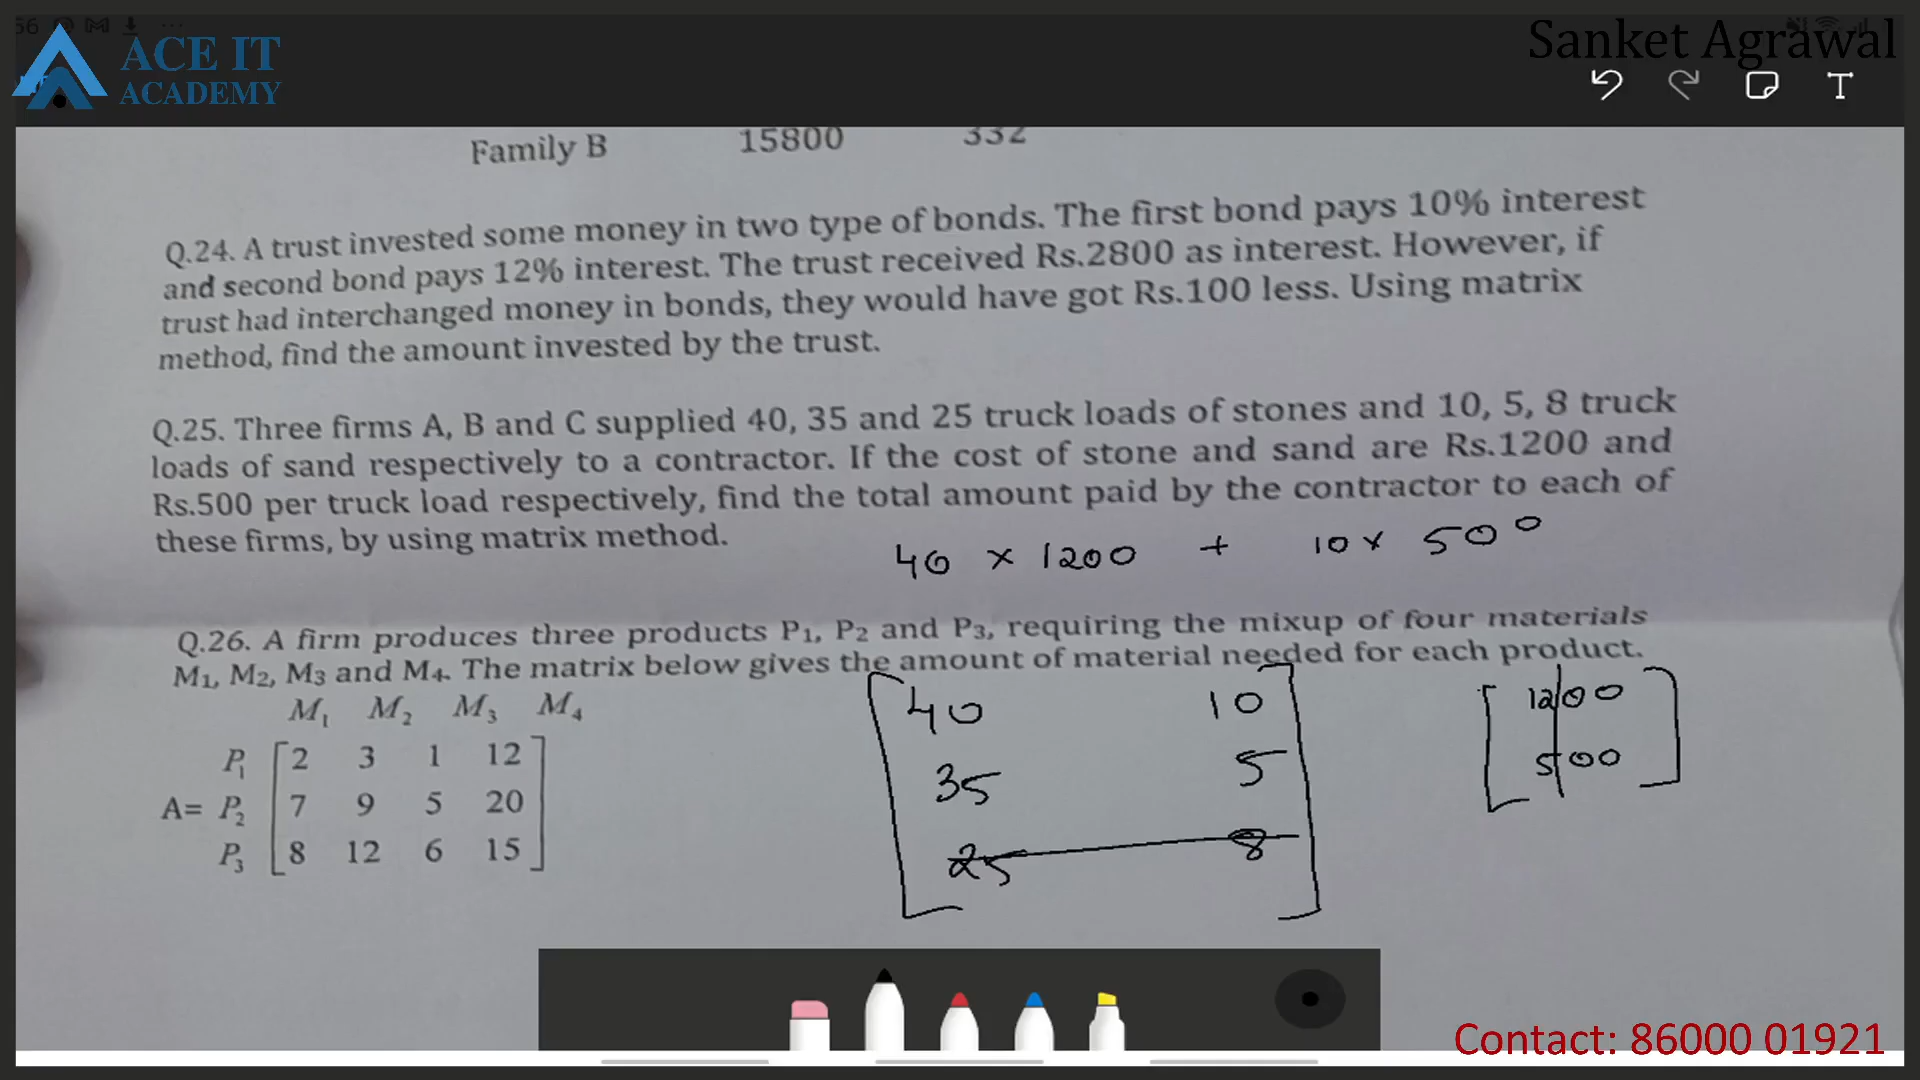 56
ACE IT
ACADEMY
Sanket Agrawal
T
Family B 15800 332
Q.24. A trust invested some money in two type of bonds. The first bond pays 10% interest
and second bond pays 12% interest. The trust received Rs.2800 as interest. However, if
trust had interchanged money in bonds, they would have got Rs.100 less. Using matrix
method, find the amount invested by the trust.
Q.25. Three firms A, B and C supplied 40, 35 and 25 truck loads of stones and 10, 5, 8 truck
loads of sand respectively to a contractor. If the cost of stone and sand are Rs.1200 and
Rs.500 per truck load respectively, find the total amount paid by the contractor to each of
these firms, by using matrix method.
40 × 1200 + 10 × 500
Q.26. A firm produces three products P₁, P₂ and P₃, requiring the mixup of four materials
M₁, M₂, M₃ and M₄. The matrix below gives the amount of material needed for each product.
M₁ M₂ M₃ M₄
P₁ 2 3 1 12
A= P₂ 7 9 5 20
P₃ 8 12 6 15
40 10
35 5
25 8
1200
500
Contact: 86000 01921